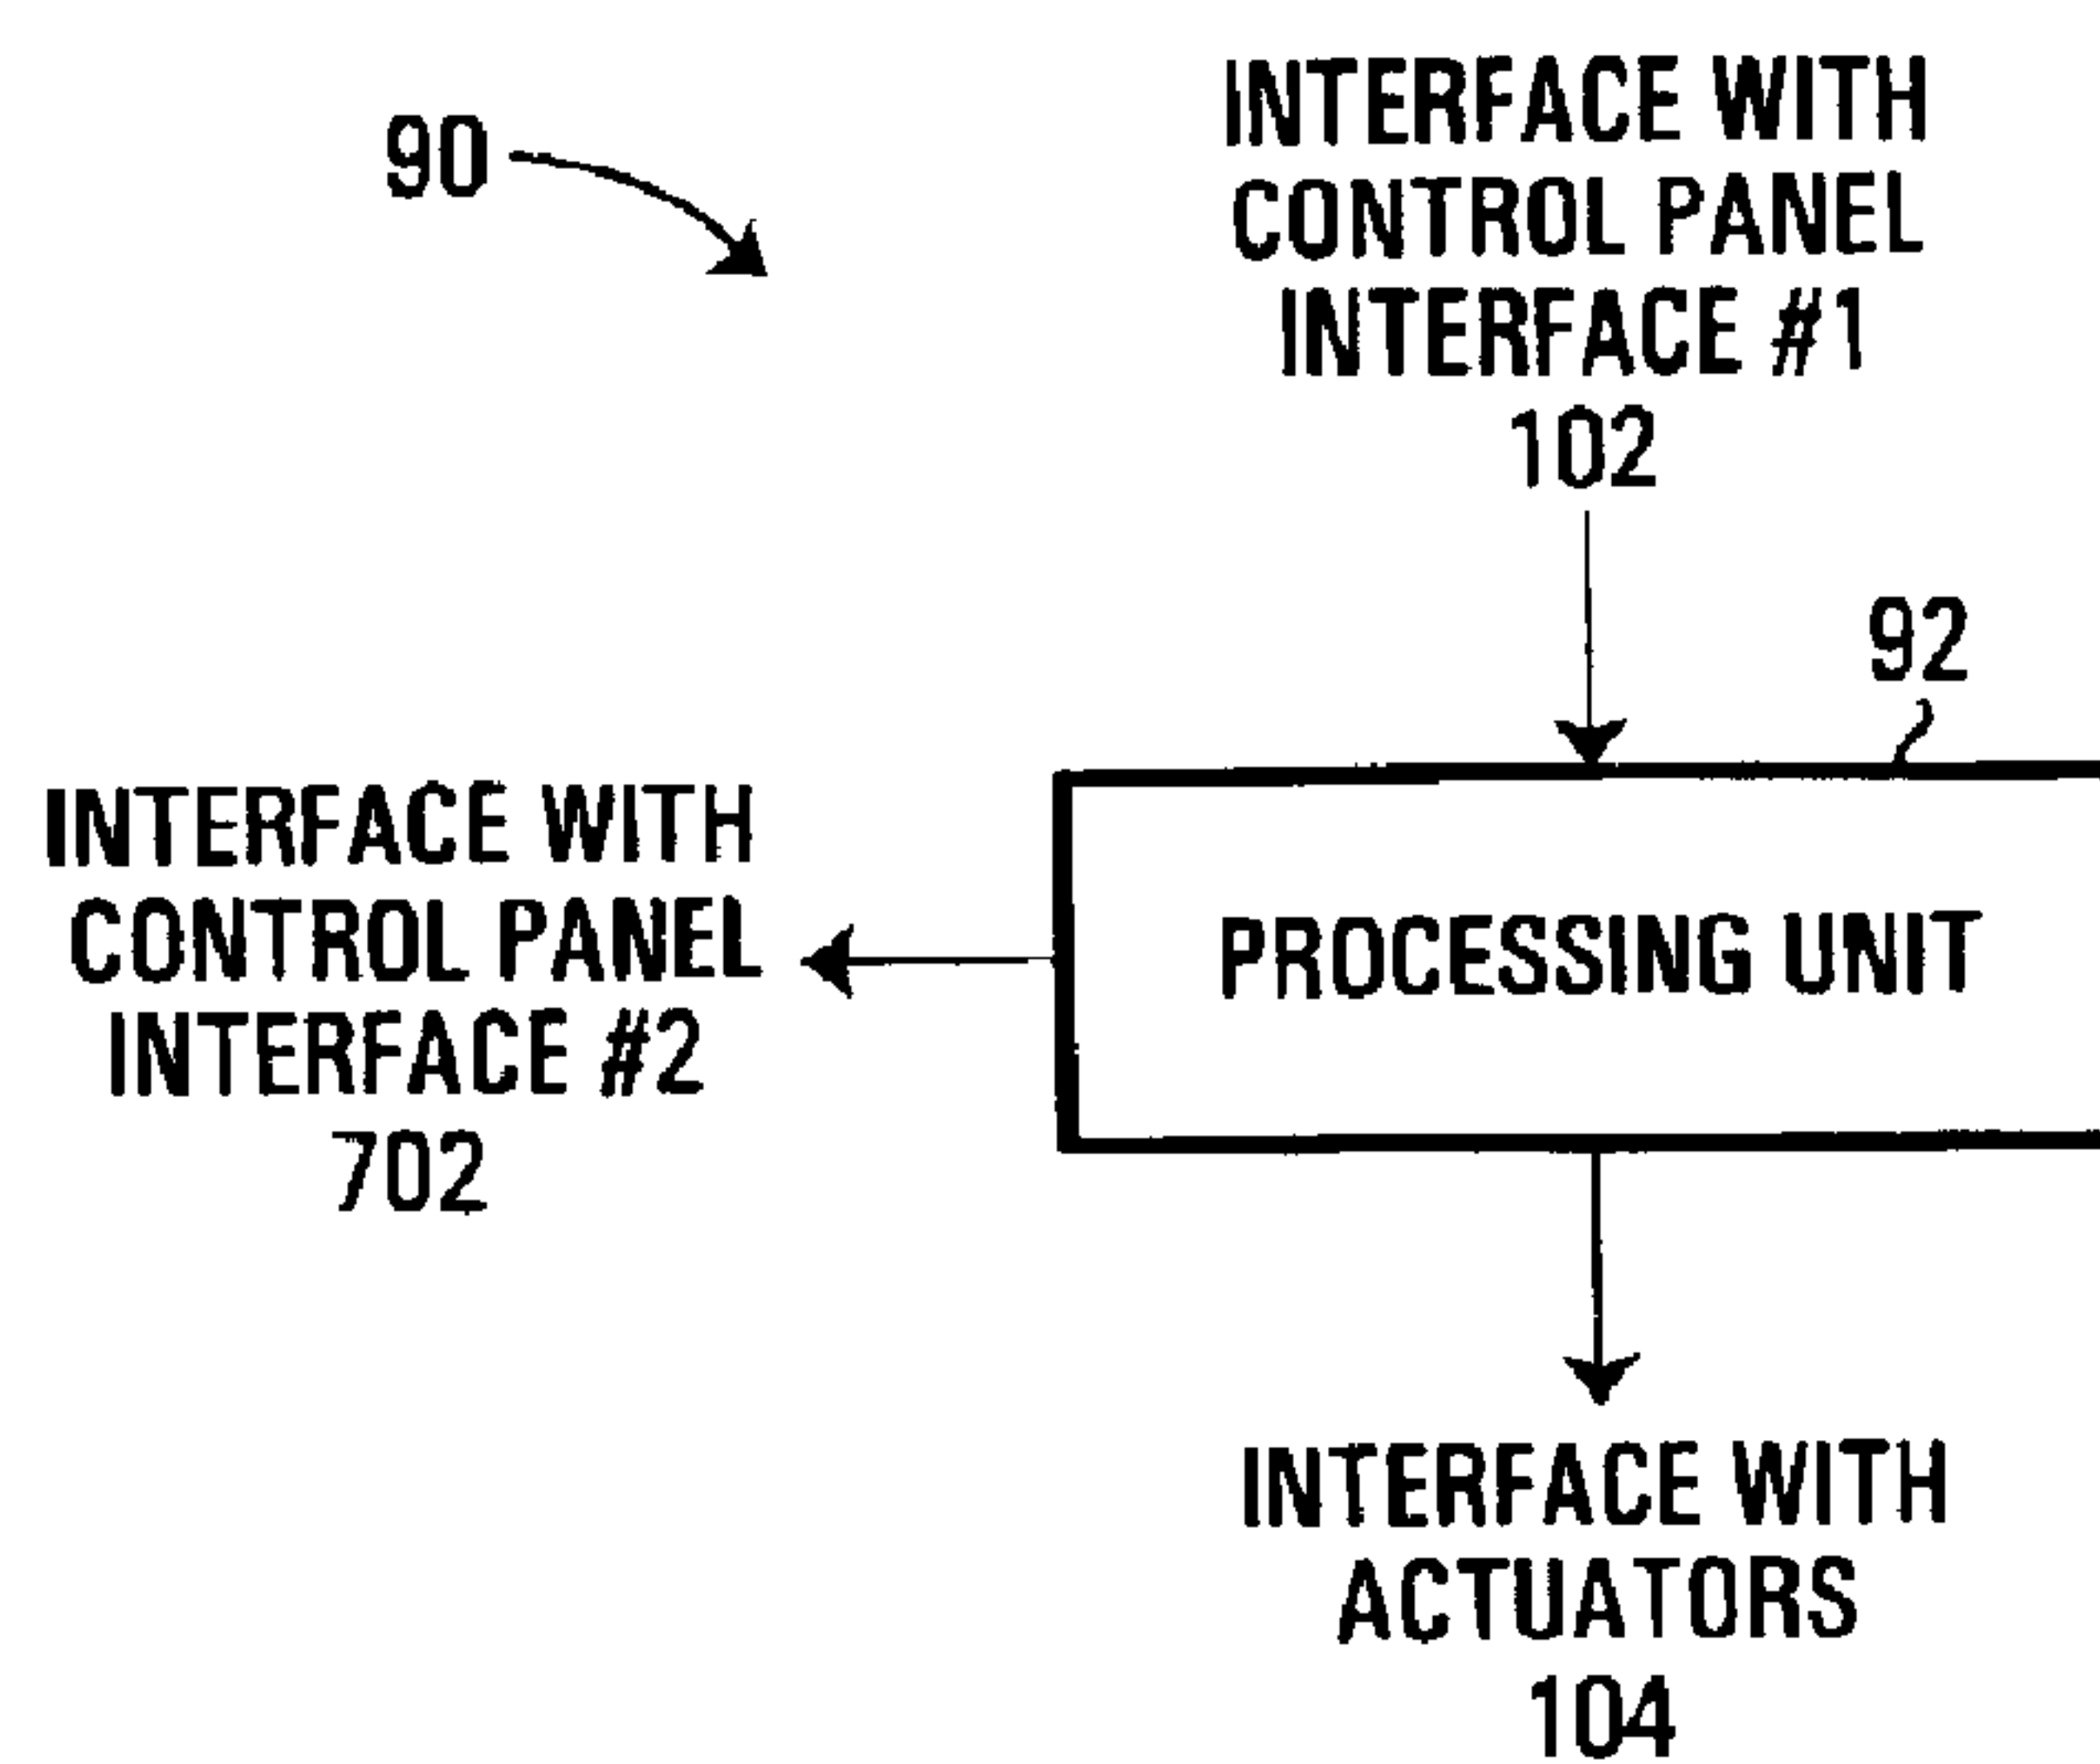 90
INTERFACE WITH
CONTROL PANEL
INTERFACE #1
102
92
INTERFACE WITH
CONTROL PANEL
INTERFACE #2
702
PROCESSING UNIT
INTERFACE WITH
ACTUATORS
104